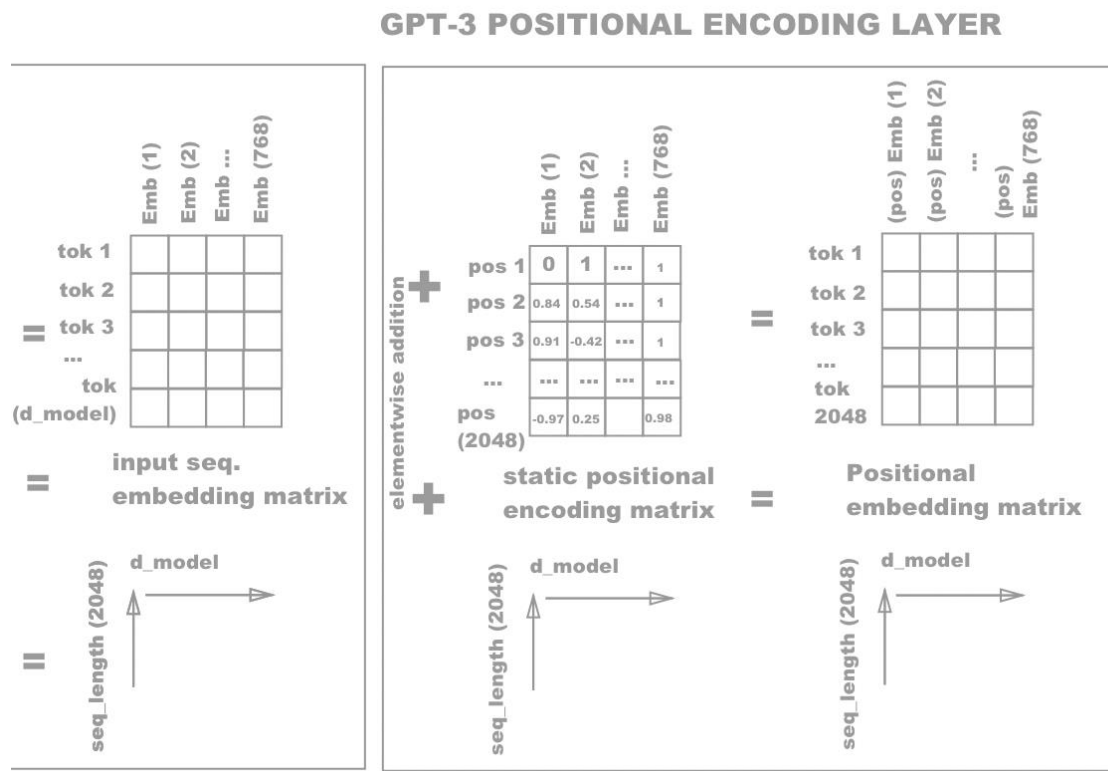 GPT-3 POSITIONAL ENCODING LAYER
Emb (1)
Emb (2)
Emb ...
Emb (768)
tok 1
tok 2
= tok 3
...
tok
(d_model)
= input seq.
embedding matrix
d_model
seq_length (2048)
=
elementwise addition
+
Emb (1)
Emb (2)
Emb ...
Emb (768)
pos 1 0 1 ... 1
pos 2 0.84 0.54 ... 1
pos 3 0.91 -0.42 ... 1
... ... ... ... ...
pos -0.97 0.25 0.98
(2048)
+ static positional
encoding matrix
d_model
seq_length (2048)
=
(pos) Emb (1)
(pos) Emb (2)
...
(pos)
Emb (768)
tok 1
tok 2
tok 3
...
tok
2048
= Positional
embedding matrix
d_model
seq_length (2048)